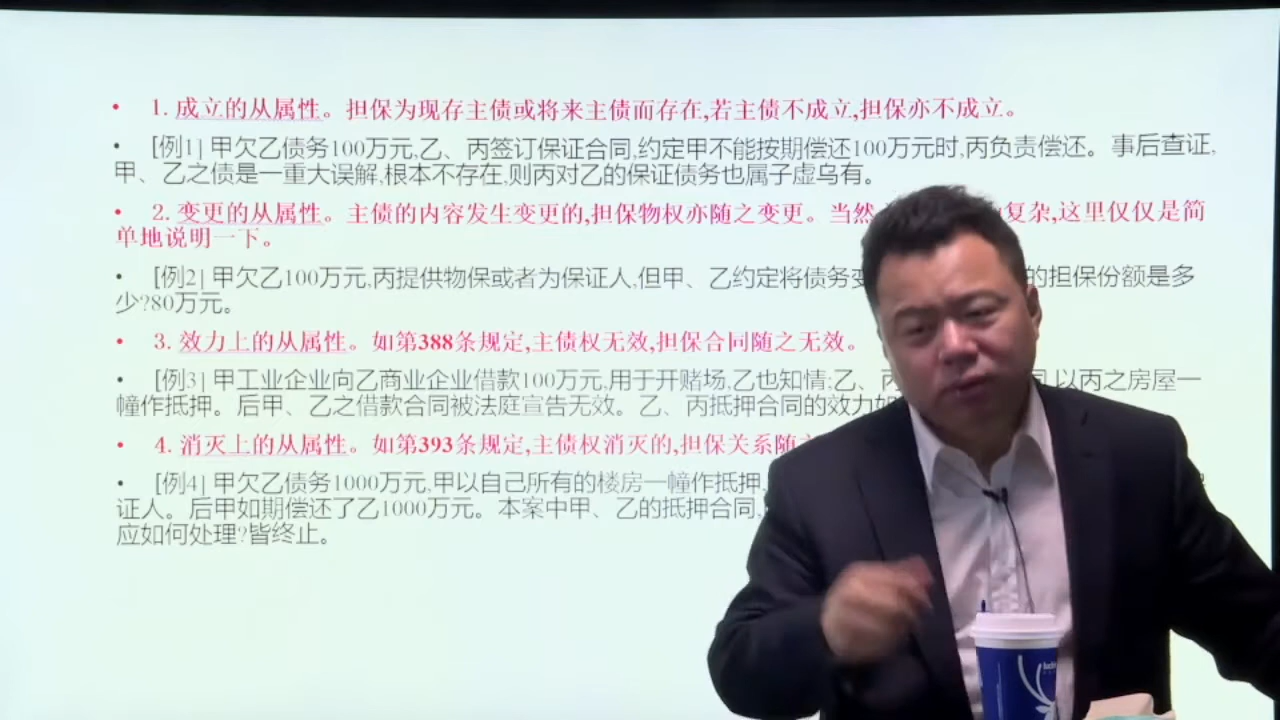 • 1. 成立的从属性。担保为现存主债或将来主债而存在,若主债不成立,担保亦不成立。
• [例1] 甲欠乙债务100万元,乙、丙签订保证合同,约定甲不能按期偿还100万元时,丙负责偿还。事后查证,
甲、乙之债是一重大误解,根本不存在,则丙对乙的保证债务也属子虚乌有。
• 2. 变更的从属性。主债的内容发生变更的,担保物权亦随之变更。当然, 复杂,这里仅仅是简
单地说明一下。
• [例2] 甲欠乙100万元,丙提供物保或者为保证人,但甲、乙约定将债务变 的担保份额是多
少?80万元。
• 3. 效力上的从属性。如第388条规定,主债权无效,担保合同随之无效。
• [例3] 甲工业企业向乙商业企业借款100万元,用于开赌场,乙也知情;乙、丙 ,以丙之房屋一
幢作抵押。后甲、乙之借款合同被法庭宣告无效。乙、丙抵押合同的效力如
• 4. 消灭上的从属性。如第393条规定,主债权消灭的,担保关系随
• [例4] 甲欠乙债务1000万元,甲以自己所有的楼房一幢作抵押,
证人。后甲如期偿还了乙1000万元。本案中甲、乙的抵押合同,
应如何处理?皆终止。